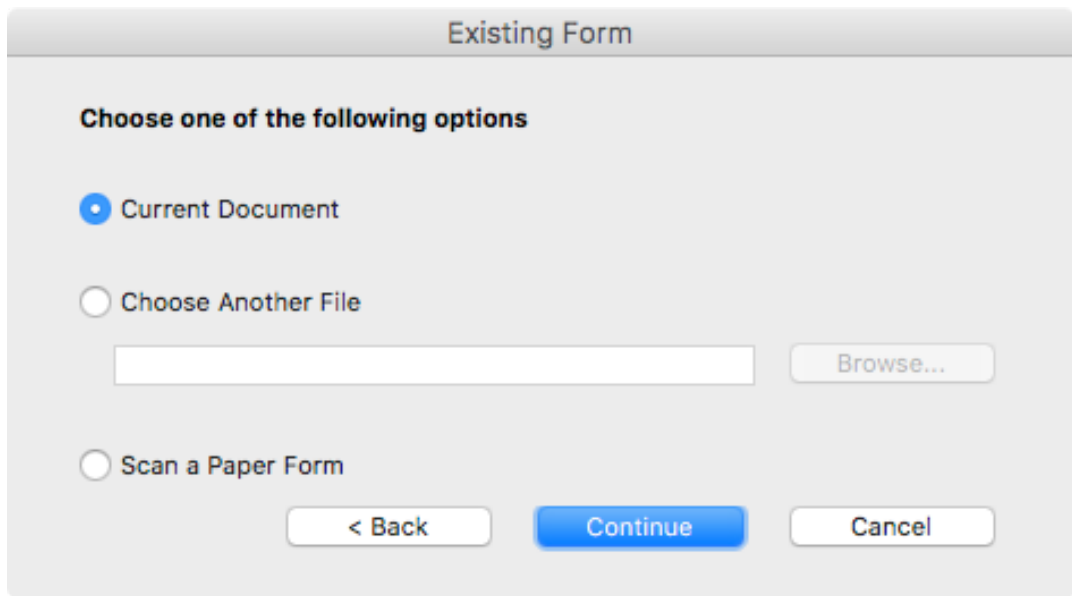 Existing Form
Choose one of the following options
Current Document
Choose Another File
Browse...
Scan a Paper Form
< Back Continue Cancel